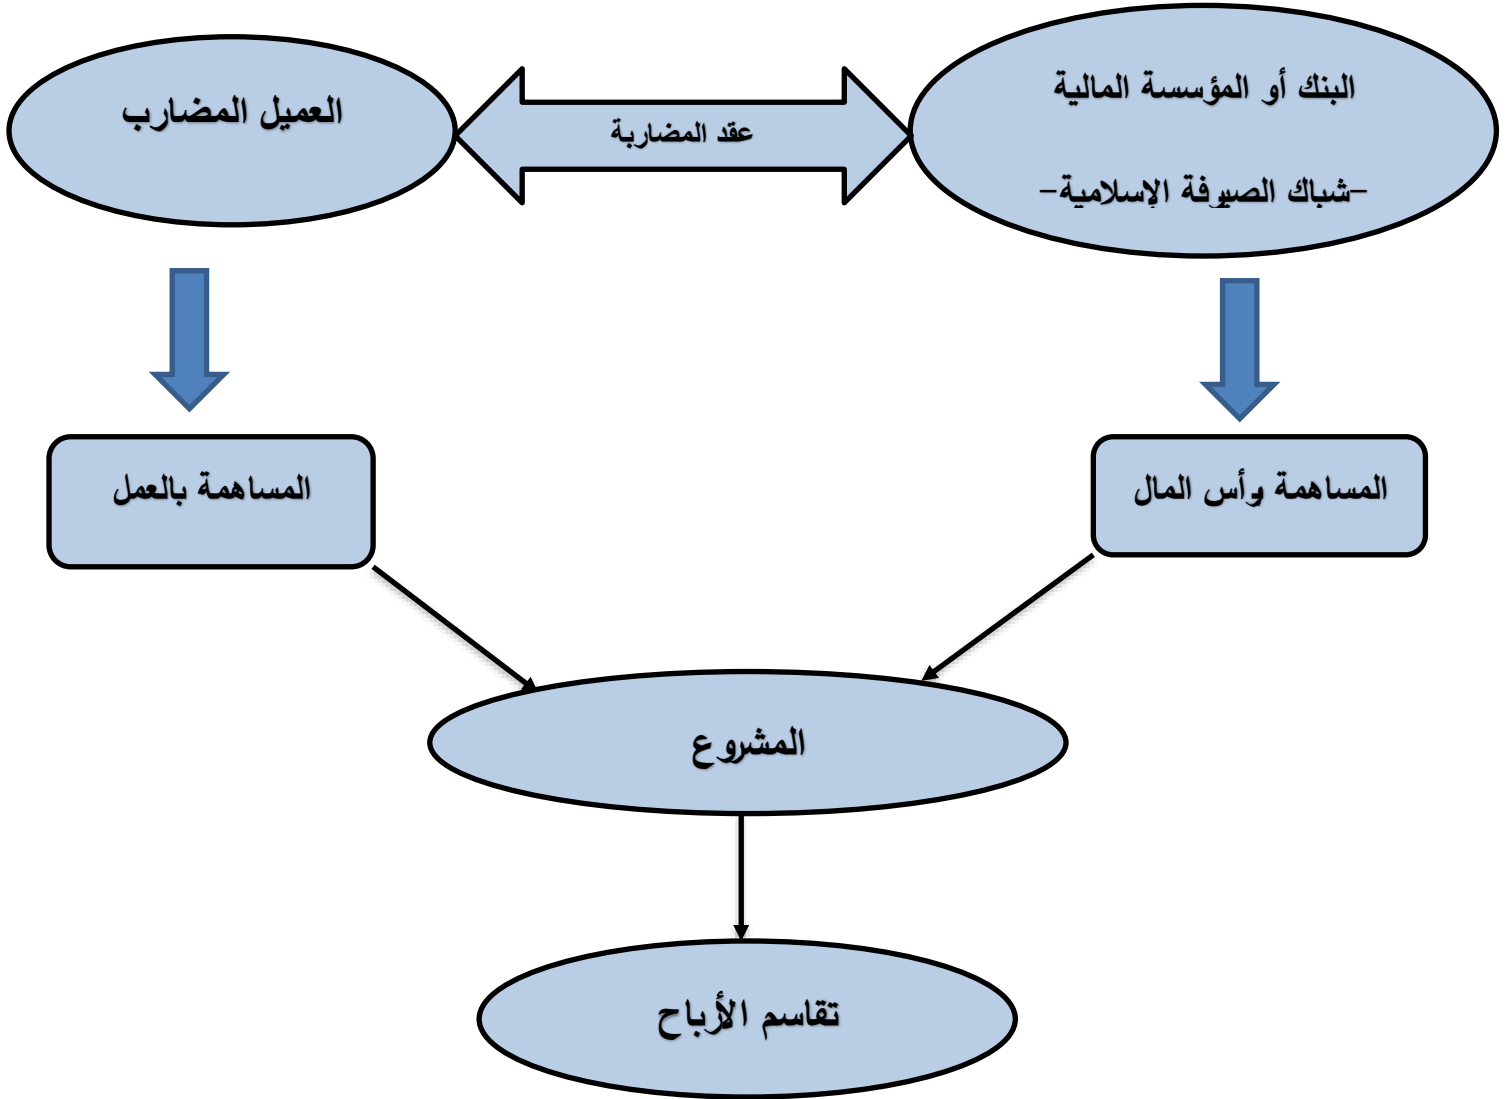 البنك أو المؤسسة المالية
-شباك الصيرفة الإسلامية-
عقد المضاربة
العميل المضارب
المساهمة برأس المال
المساهمة بالعمل
المشروع
تقاسم الأرباح